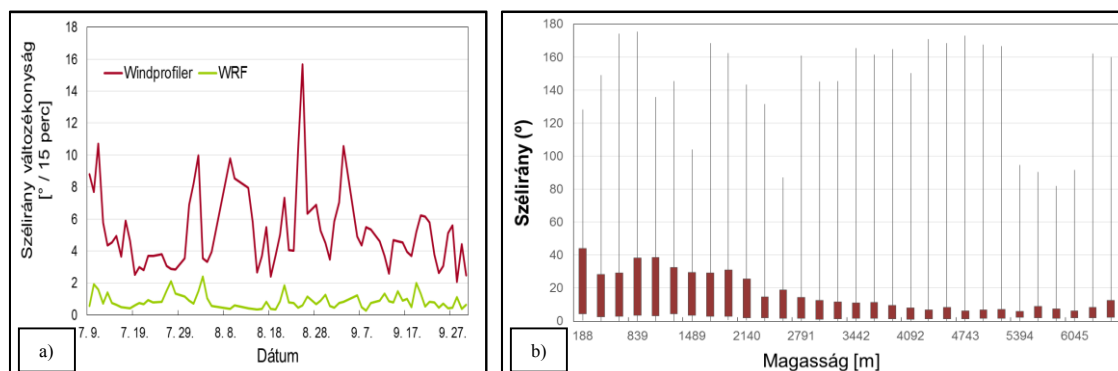 18
16
14
12
10
8
6
4
2
0
Szélirány változékonyság
[° / 15 perc]
Windprofiler WRF
7. 9. 7.19. 7.29. 8.8. 8.18. 8.28. 9.7. 9.17. 9.27.
Dátum
a)
180
160
140
120
100
80
60
40
20
0
Szélirány (º)
188 839 1489 2140 2791 3442 4092 4743 5394 6045
Magasság [m]
b)